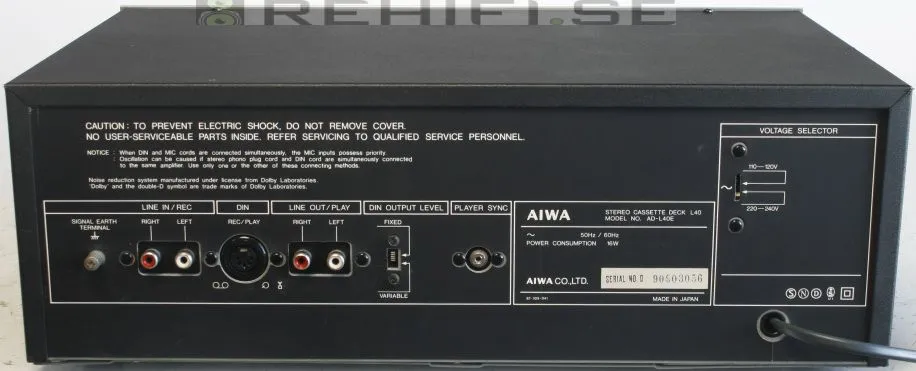 REHIFI.SE
CAUTION: TO PREVENT ELECTRIC SHOCK, DO NOT REMOVE COVER.
NO USER-SERVICEABLE PARTS INSIDE. REFER SERVICING TO QUALIFIED SERVICE PERSONNEL.
NOTICE : When DIN and MIC cords are connected simultaneously, the MIC inputs possess priority.
: Oscillation can be caused if stereo phono plug cord and DIN cord are simultaneously connected
to the same amplifier. Use only one or the other of these connecting methods.
Noise reduction system manufactured under license from Dolby Laboratories.
'Dolby' and the double-D symbol are trade marks of Dolby Laboratories.
LINE IN/REC
DIN
LINE OUT/PLAY
DIN OUTPUT LEVEL
PLAYER SYNC
SIGNAL EARTH
TERMINAL
RIGHT
LEFT
REC/PLAY
RIGHT
LEFT
FIXED
VARIABLE
AIWA
STEREO CASSETTE DECK L40
MODEL NO. AD-L40E
~ 50Hz / 60Hz
POWER CONSUMPTION 16W
AIWA CO.,LTD.
SERIAL NO.
90S03056
MADE IN JAPAN
VOLTAGE SELECTOR
110—120V
~
220—240V
S N D